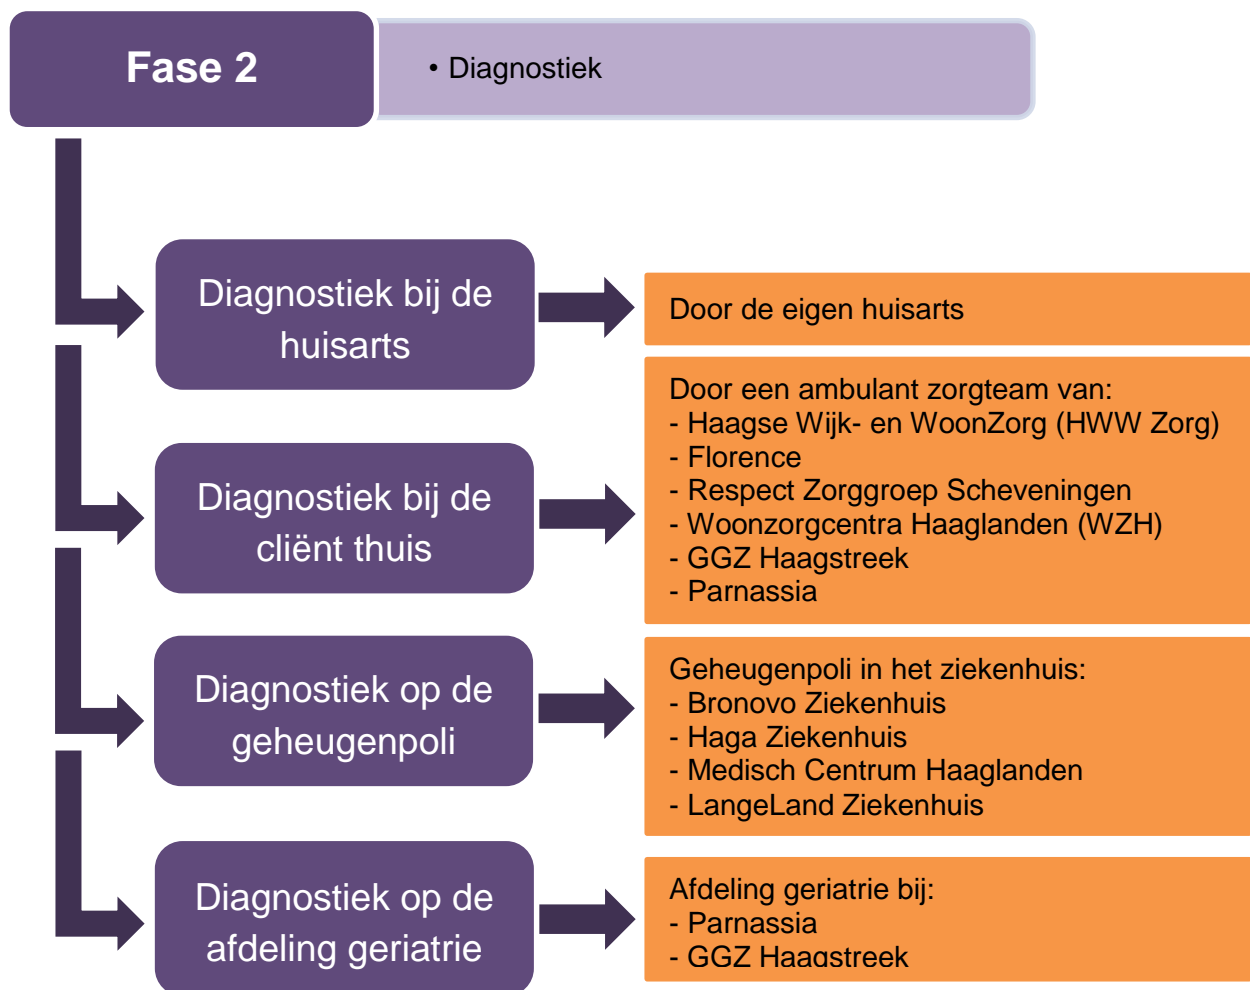 Fase 2
• Diagnostiek
Diagnostiek bij de
huisarts
Door de eigen huisarts
Diagnostiek bij de
cliënt thuis
Door een ambulant zorgteam van:
- Haagse Wijk- en WoonZorg (HWW Zorg)
- Florence
- Respect Zorggroep Scheveningen
- Woonzorgcentra Haaglanden (WZH)
- GGZ Haagstreek
- Parnassia
Diagnostiek op de
geheugenpoli
Geheugenpoli in het ziekenhuis:
- Bronovo Ziekenhuis
- Haga Ziekenhuis
- Medisch Centrum Haaglanden
- LangeLand Ziekenhuis
Diagnostiek op de
afdeling geriatrie
Afdeling geriatrie bij:
- Parnassia
- GGZ Haagstreek